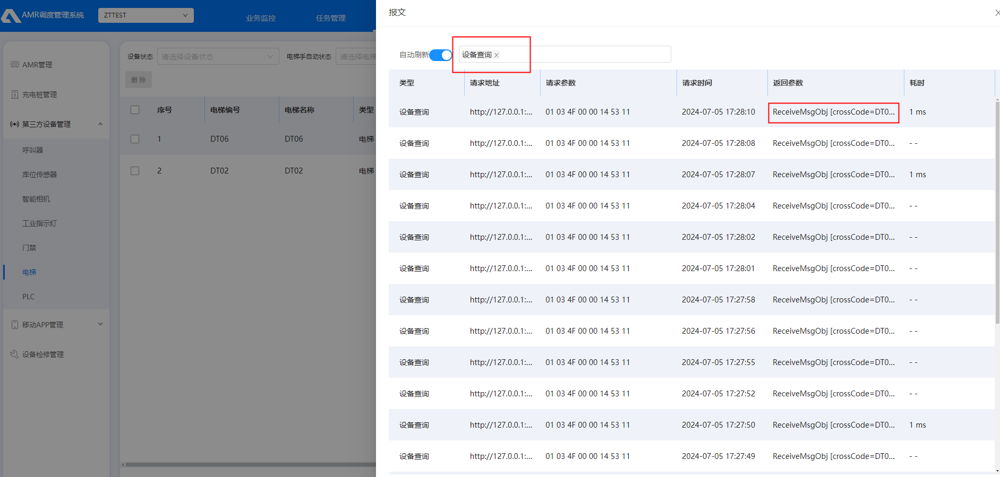 AMR调度管理系统
ZTTEST
业务监控
任务管理
AMR管理
充电桩管理
第三方设备管理
呼叫器
库位传感器
智能相机
工业指示灯
门禁
电梯
PLC
移动APP管理
设备检修管理
设备状态
请选择设备状态
电梯手自动状态
请选择电梯
删 除
序号 电梯编号 电梯名称 类型
1 DT06 DT06 电梯
2 DT02 DT02 电梯
报文
自动刷新
设备查询
类型 请求地址 请求参数 请求时间 返回参数 耗时
设备查询 http://127.0.0.1:... 01 03 4F 00 00 14 53 11 2024-07-05 17:28:10 ReceiveMsgObj [crossCode=DT0... 1 ms
设备查询 http://127.0.0.1:... 01 03 4F 00 00 14 53 11 2024-07-05 17:28:08 ReceiveMsgObj [crossCode=DT0... - -
设备查询 http://127.0.0.1:... 01 03 4F 00 00 14 53 11 2024-07-05 17:28:07 ReceiveMsgObj [crossCode=DT0... 1 ms
设备查询 http://127.0.0.1:... 01 03 4F 00 00 14 53 11 2024-07-05 17:28:04 ReceiveMsgObj [crossCode=DT0... - -
设备查询 http://127.0.0.1:... 01 03 4F 00 00 14 53 11 2024-07-05 17:28:02 ReceiveMsgObj [crossCode=DT0... - -
设备查询 http://127.0.0.1:... 01 03 4F 00 00 14 53 11 2024-07-05 17:28:01 ReceiveMsgObj [crossCode=DT0... - -
设备查询 http://127.0.0.1:... 01 03 4F 00 00 14 53 11 2024-07-05 17:27:58 ReceiveMsgObj [crossCode=DT0... - -
设备查询 http://127.0.0.1:... 01 03 4F 00 00 14 53 11 2024-07-05 17:27:56 ReceiveMsgObj [crossCode=DT0... - -
设备查询 http://127.0.0.1:... 01 03 4F 00 00 14 53 11 2024-07-05 17:27:55 ReceiveMsgObj [crossCode=DT0... - -
设备查询 http://127.0.0.1:... 01 03 4F 00 00 14 53 11 2024-07-05 17:27:52 ReceiveMsgObj [crossCode=DT0... - -
设备查询 http://127.0.0.1:... 01 03 4F 00 00 14 53 11 2024-07-05 17:27:50 ReceiveMsgObj [crossCode=DT0... 1 ms
设备查询 http://127.0.0.1:... 01 03 4F 00 00 14 53 11 2024-07-05 17:27:49 ReceiveMsgObj [crossCode=DT0... - -